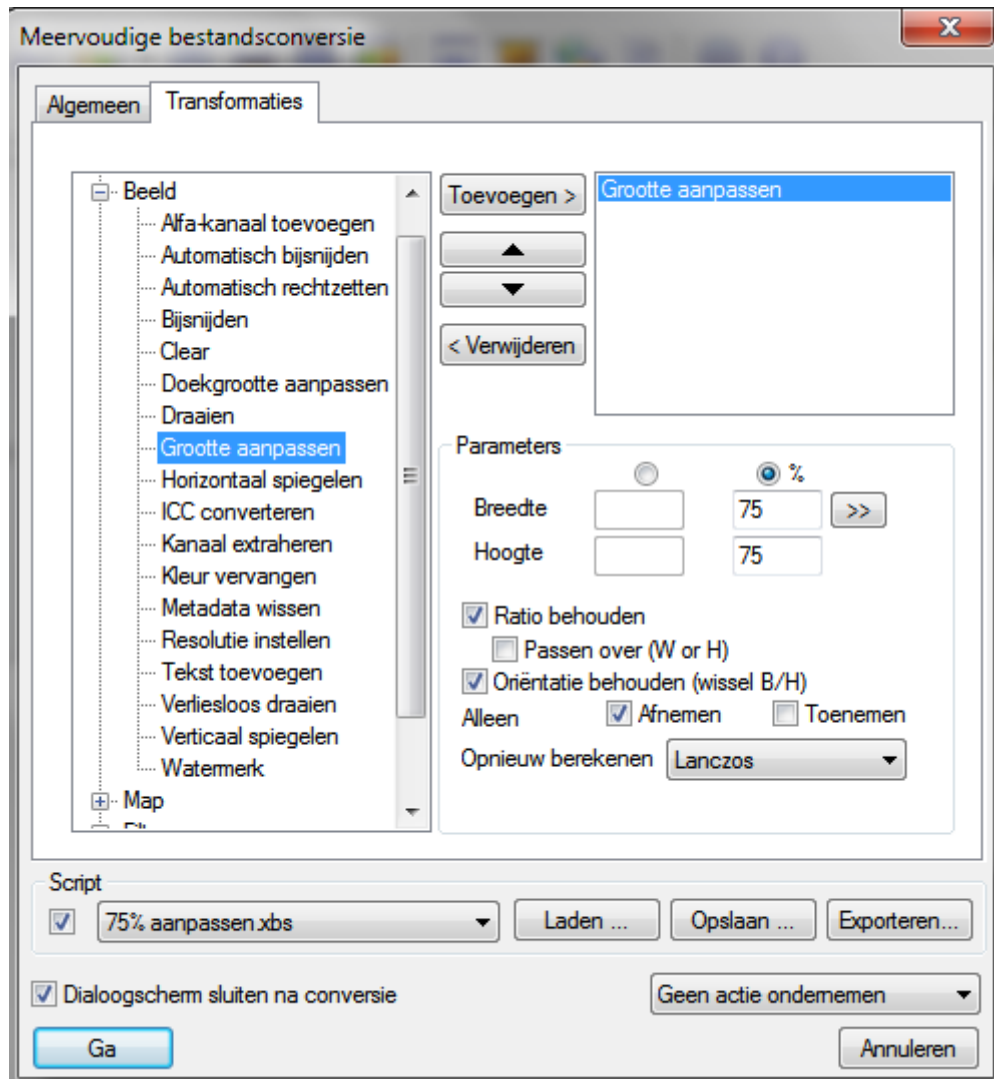 Meervoudige bestandsconversie
Algemeen
Transformaties
Beeld
Alfa-kanaal toevoegen
Automatisch bijsnijden
Automatisch rechtzetten
Bijsnijden
Clear
Doekgrootte aanpassen
Draaien
Grootte aanpassen
Horizontaal spiegelen
ICC converteren
Kanaal extraheren
Kleur vervangen
Metadata wissen
Resolutie instellen
Tekst toevoegen
Verliesloos draaien
Verticaal spiegelen
Watermerk
Map
Toevoegen >
< Verwijderen
Grootte aanpassen
Parameters
%
Breedte 75 >>
Hoogte 75
Ratio behouden
Passen over (W or H)
Oriëntatie behouden (wissel B/H)
Alleen Afnemen Toenemen
Opnieuw berekenen Lanczos
Script
75% aanpassen.xbs Laden ... Opslaan ... Exporteren...
Dialoogscherm sluiten na conversie Geen actie ondernemen
Ga Annuleren